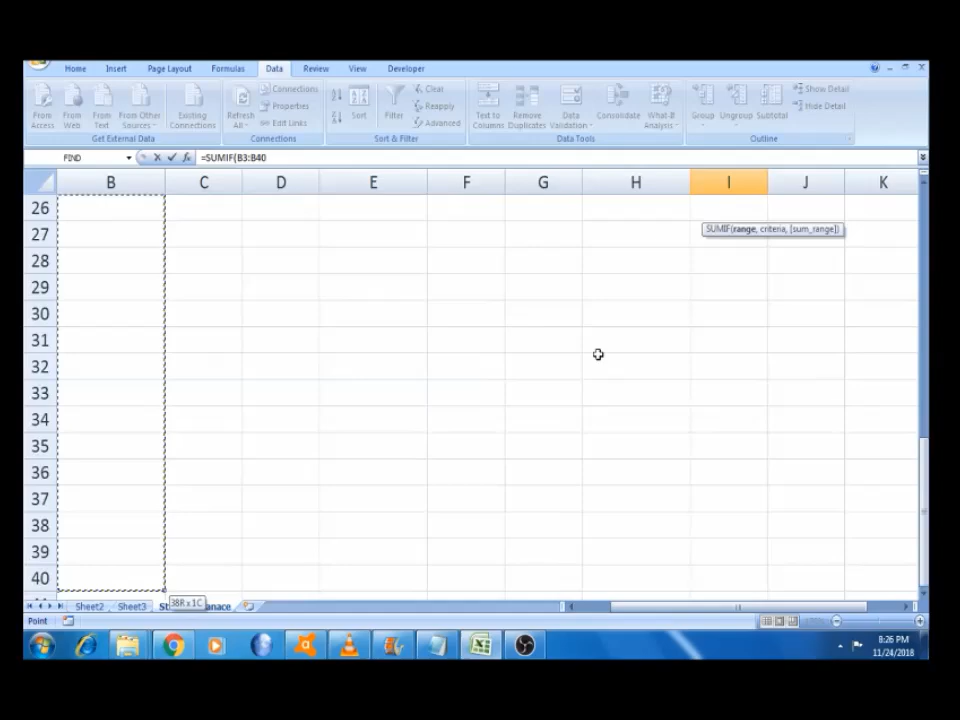 Home Insert Page Layout Formulas Data Review View Developer
From Access From Web From Text From Other Sources Existing Connections Refresh All Connections Properties Edit Links Sort Filter Clear Reapply Advanced Text to Columns Remove Duplicates Data Validation Consolidate What-If Analysis Group Ungroup Subtotal Show Detail Hide Detail
Get External Data Connections Sort & Filter Data Tools Outline
FIND =SUMIF(B3:B40
B C D E F G H I J K
26
27
SUMIF(range, criteria, [sum_range])
28
29
30
31
32
33
34
35
36
37
38
39
40
38R x 1C
Sheet2 Sheet3
Point
8:26 PM
11/24/2018